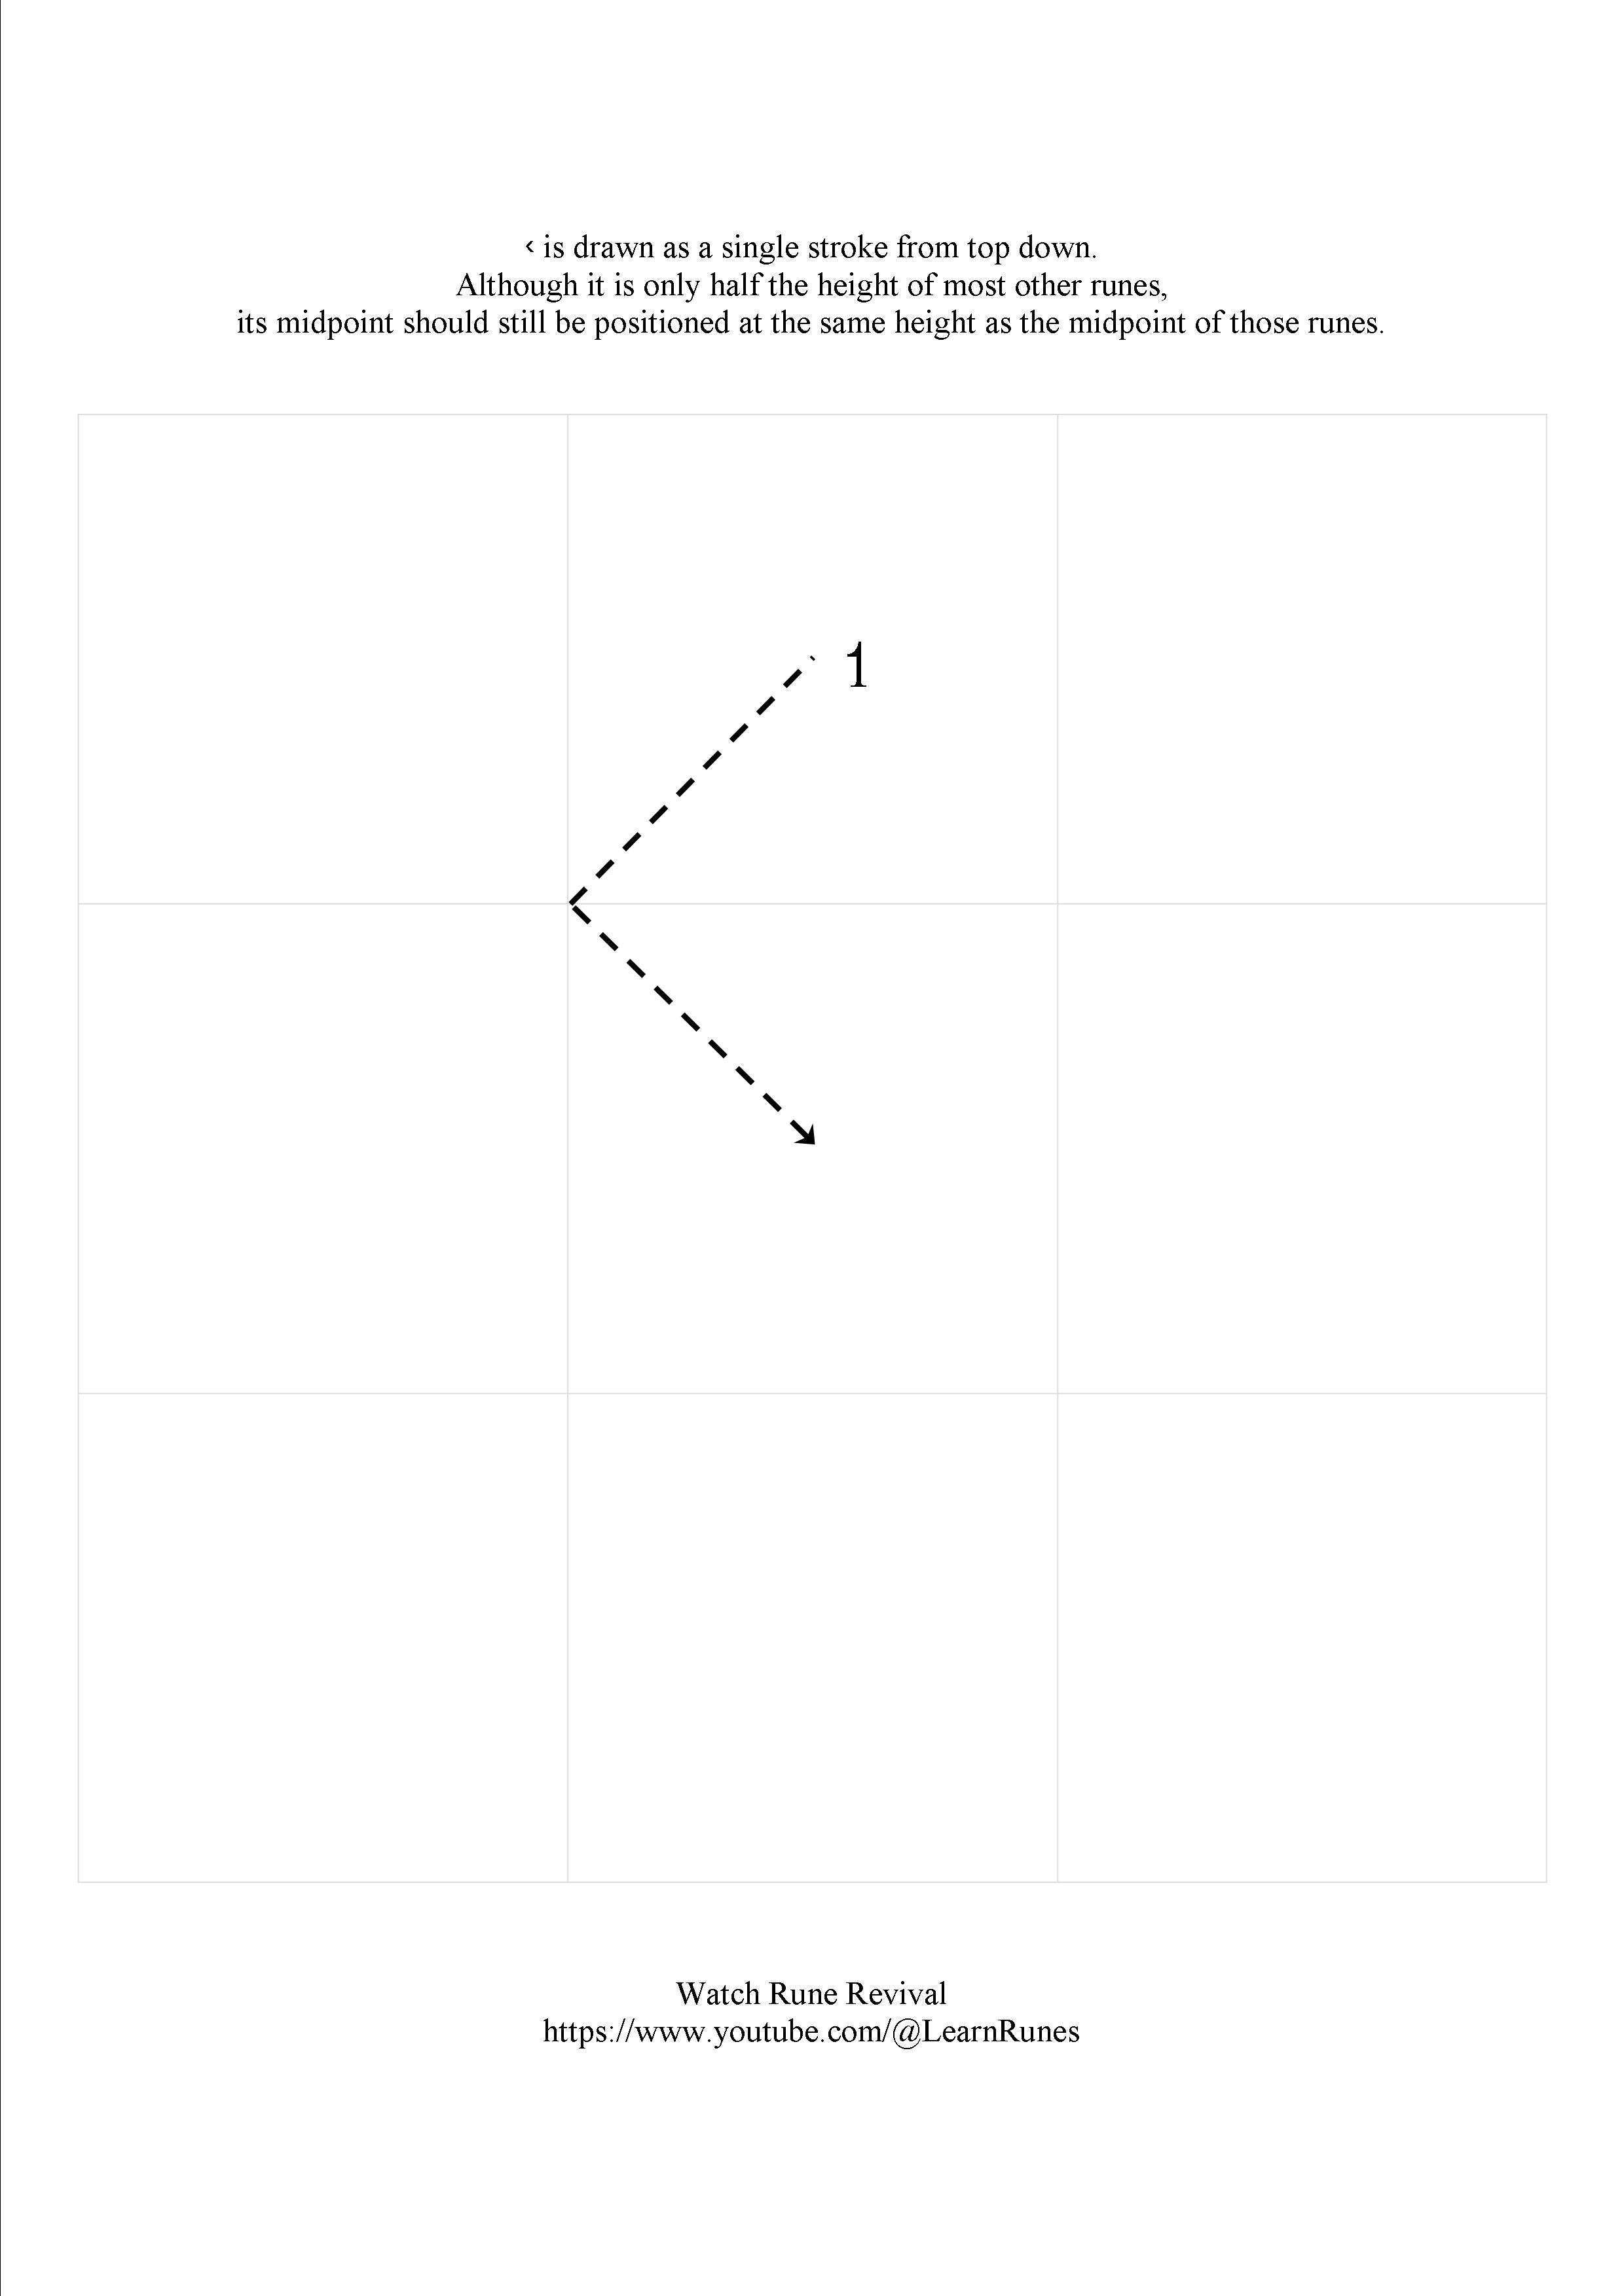 ᚲ is drawn as a single stroke from top down.
Although it is only half the height of most other runes,
its midpoint should still be positioned at the same height as the midpoint of those runes.
1
Watch Rune Revival
https://www.youtube.com/@LearnRunes